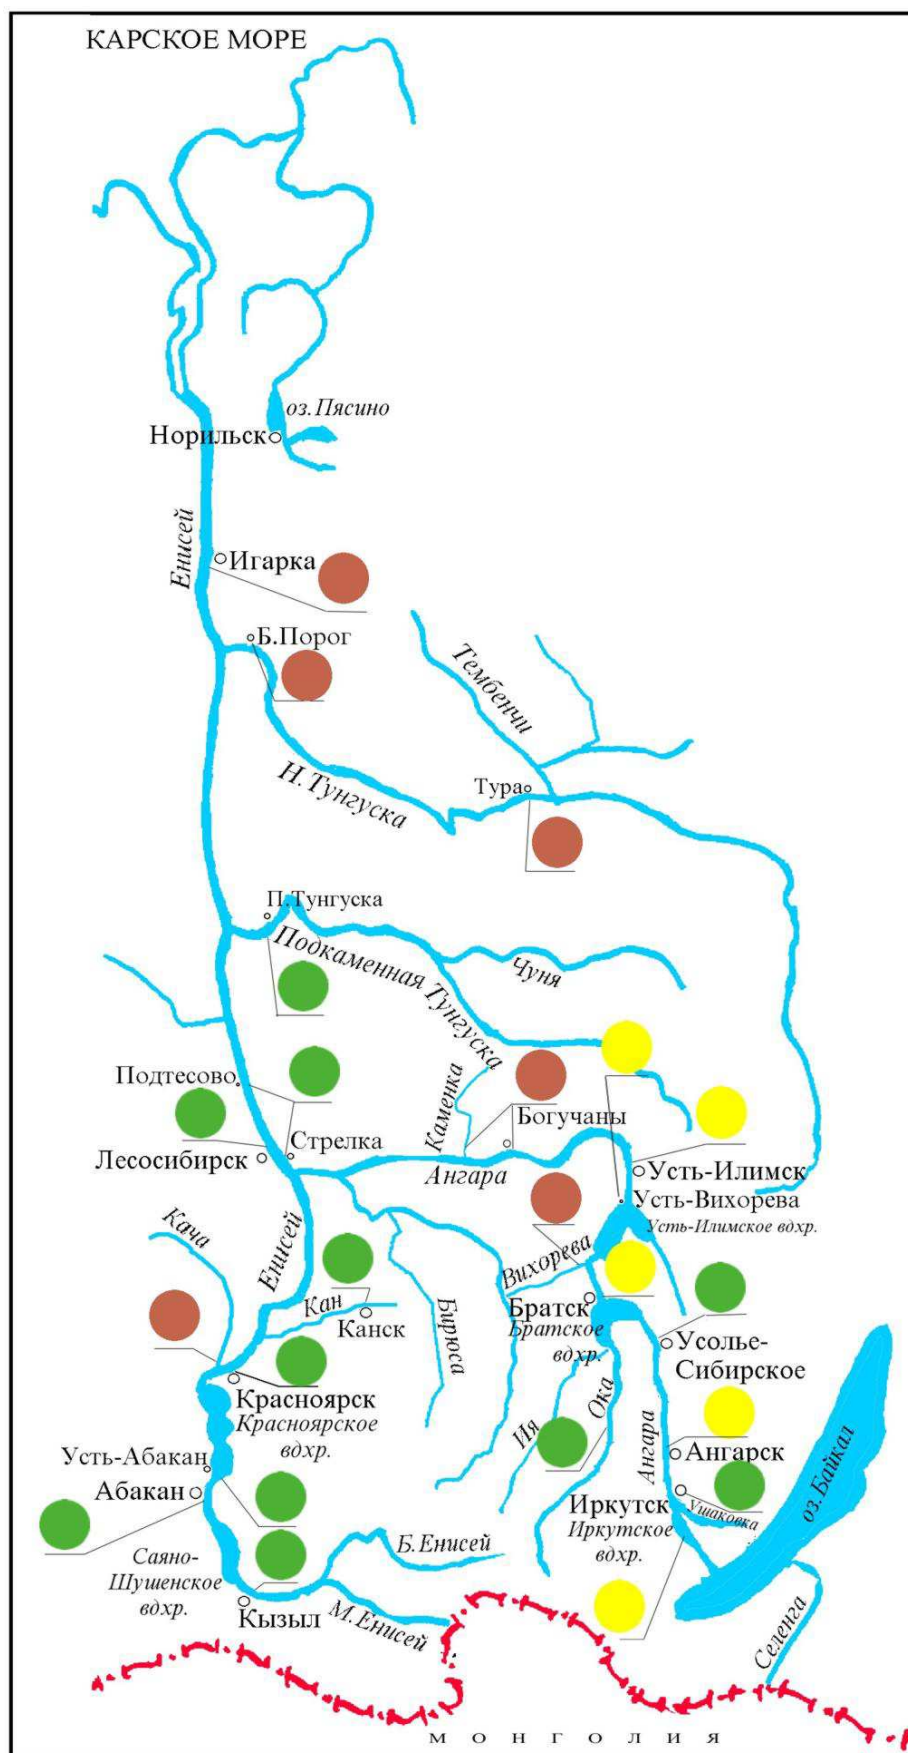 КАРСКОЕ МОРЕ
оз.Пясино
Норильск
Енисей
Игарка
Б.Порог
Тембенчи
Н.Тунгуска
Тура
П.Тунгуска
Подкаменная Тунгуска
Чуня
Подтесово
Каменка
Богучаны
Стрелка
Лесосибирск
Ангара
Усть-Илимск
Усть-Вихорева
Усть-Илимское вдхр.
Кача
Енисей
Вихорева
Кан
Канск
Бирюса
Братск
Братское
вдхр.
Усолье-
Сибирское
Красноярск
Красноярское
вдхр.
Ия
Ока
Ангара
Ангарск
оз.Байкал
Усть-Абакан
Абакан
Иркутск
Ушаковка
Иркутское
вдхр.
Саяно-
Шушенское
вдхр.
Б.Енисей
Кызыл
М.Енисей
Селенга
МОНГОЛИЯ